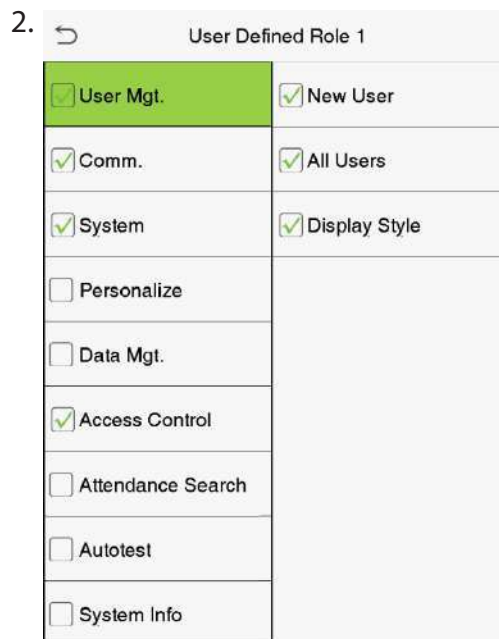 2.
User Defined Role 1
User Mgt.
New User
Comm.
All Users
System
Display Style
Personalize
Data Mgt.
Access Control
Attendance Search
Autotest
System Info